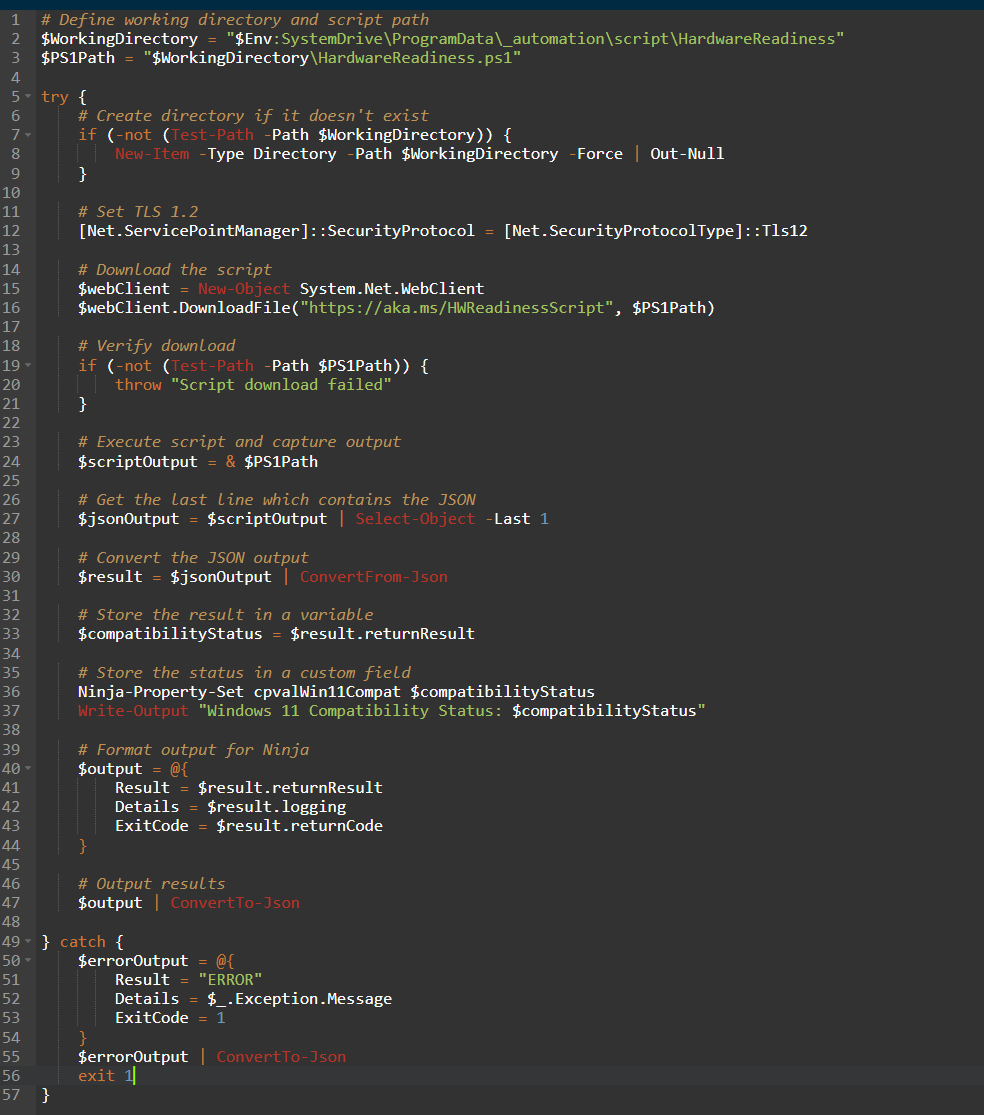 1 # Define working directory and script path
2 $WorkingDirectory = "$Env:SystemDrive\ProgramData\_automation\script\HardwareReadiness"
3 $PS1Path = "$WorkingDirectory\HardwareReadiness.ps1"
4
5 try {
6 # Create directory if it doesn't exist
7 if (-not (Test-Path -Path $WorkingDirectory)) {
8 New-Item -Type Directory -Path $WorkingDirectory -Force | Out-Null
9 }
10
11 # Set TLS 1.2
12 [Net.ServicePointManager]::SecurityProtocol = [Net.SecurityProtocolType]::Tls12
13
14 # Download the script
15 $webClient = New-Object System.Net.WebClient
16 $webClient.DownloadFile("https://aka.ms/HWReadinessScript", $PS1Path)
17
18 # Verify download
19 if (-not (Test-Path -Path $PS1Path)) {
20 throw "Script download failed"
21 }
22
23 # Execute script and capture output
24 $scriptOutput = & $PS1Path
25
26 # Get the last line which contains the JSON
27 $jsonOutput = $scriptOutput | Select-Object -Last 1
28
29 # Convert the JSON output
30 $result = $jsonOutput | ConvertFrom-Json
31
32 # Store the result in a variable
33 $compatibilityStatus = $result.returnResult
34
35 # Store the status in a custom field
36 Ninja-Property-Set cpvalWin11Compat $compatibilityStatus
37 Write-Output "Windows 11 Compatibility Status: $compatibilityStatus"
38
39 # Format output for Ninja
40 $output = @{
41 Result = $result.returnResult
42 Details = $result.logging
43 ExitCode = $result.returnCode
44 }
45
46 # Output results
47 $output | ConvertTo-Json
48
49 } catch {
50 $errorOutput = @{
51 Result = "ERROR"
52 Details = $_.Exception.Message
53 ExitCode = 1
54 }
55 $errorOutput | ConvertTo-Json
56 exit 1
57 }